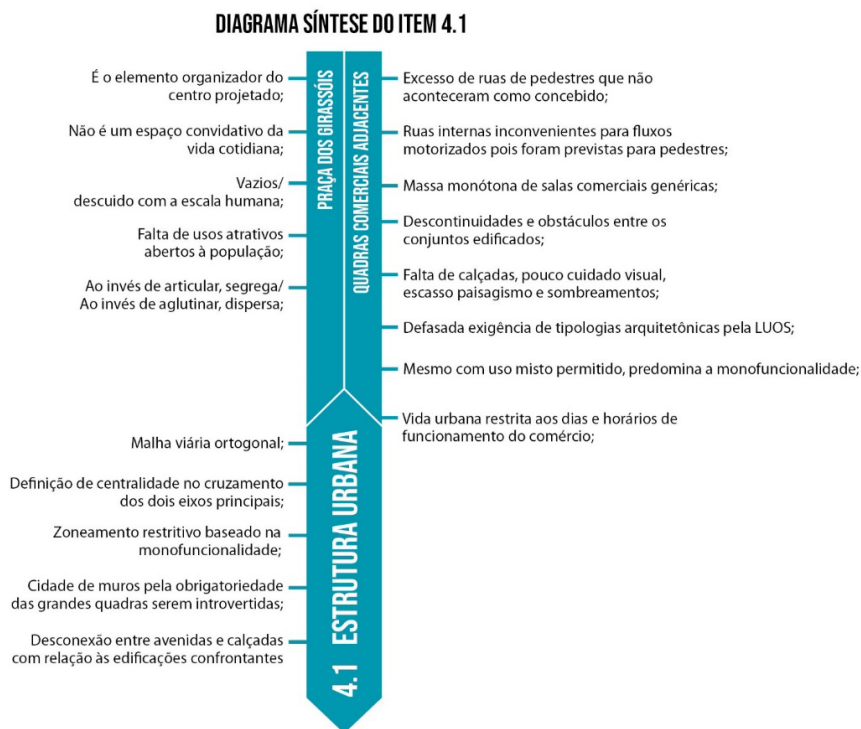 DIAGRAMA SÍNTESE DO ITEM 4.1
PRAÇA DOS GIRASSÓIS
É o elemento organizador do
centro projetado;
Não é um espaço convidativo da
vida cotidiana;
Vazios/
descuido com a escala humana;
Falta de usos atrativos
abertos à população;
Ao invés de articular, segrega/
Ao invés de aglutinar, dispersa;
QUADRAS COMERCIAIS ADJACENTES
Excesso de ruas de pedestres que não
aconteceram como concebido;
Ruas internas inconvenientes para fluxos
motorizados pois foram previstas para pedestres;
Massa monótona de salas comerciais genéricas;
Descontinuidades e obstáculos entre os
conjuntos edificados;
Falta de calçadas, pouco cuidado visual,
escasso paisagismo e sombreamentos;
Defasada exigência de tipologias arquitetônicas pela LUOS;
Mesmo com uso misto permitido, predomina a monofuncionalidade;
Vida urbana restrita aos dias e horários de
funcionamento do comércio;
4.1 ESTRUTURA URBANA
Malha viária ortogonal;
Definição de centralidade no cruzamento
dos dois eixos principais;
Zoneamento restritivo baseado na
monofuncionalidade;
Cidade de muros pela obrigatoriedade
das grandes quadras serem introvertidas;
Desconexão entre avenidas e calçadas
com relação às edificações confrontantes